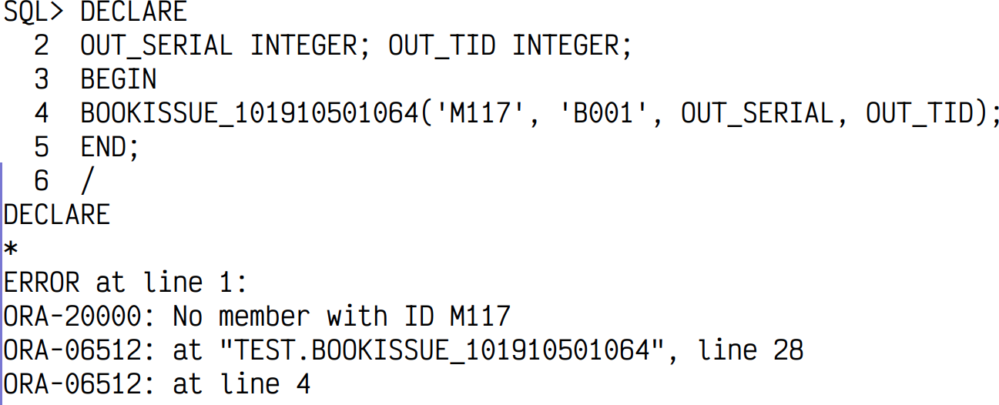 SQL> DECLARE
  2  OUT_SERIAL INTEGER; OUT_TID INTEGER;
  3  BEGIN
  4  BOOKISSUE_101910501064('M117', 'B001', OUT_SERIAL, OUT_TID);
  5  END;
  6  /
DECLARE
*
ERROR at line 1:
ORA-20000: No member with ID M117
ORA-06512: at "TEST.BOOKISSUE_101910501064", line 28
ORA-06512: at line 4